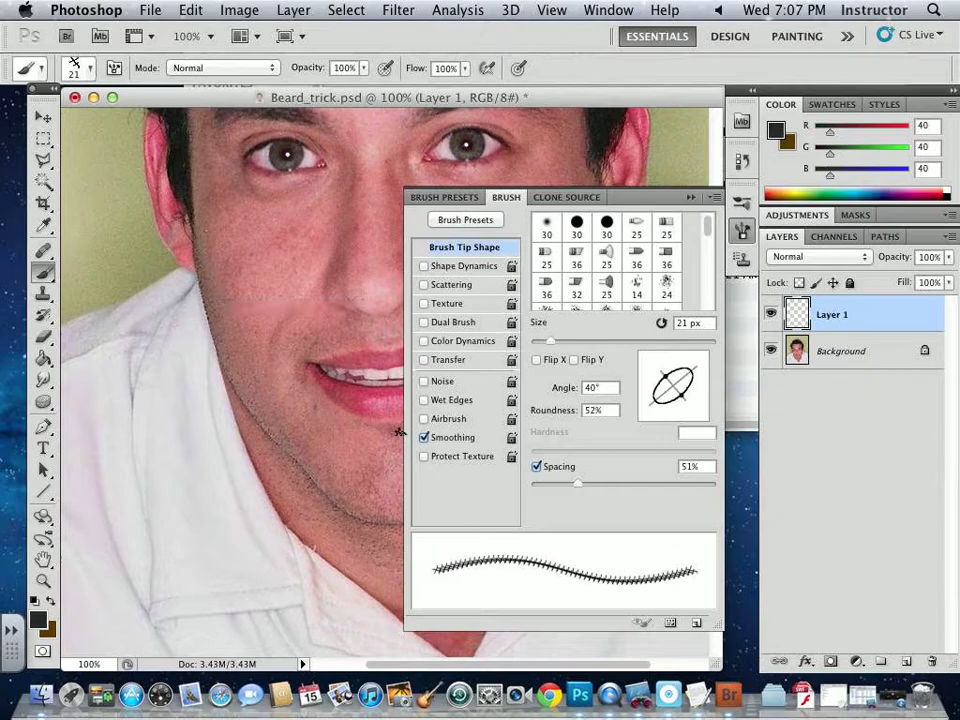 Photoshop File Edit Image Layer Select Filter Analysis 3D View Window Help Wed 7:07 PM Instructor
Ps Br Mb 100% ESSENTIALS DESIGN PAINTING CS Live
21 Mode: Normal Opacity: 100% Flow: 100%
Beard_trick.psd @ 100% (Layer 1, RGB/8#) *
BRUSH PRESETS BRUSH CLONE SOURCE
Brush Presets
Brush Tip Shape
Shape Dynamics
Scattering
Texture
Dual Brush
Color Dynamics
Transfer
Noise
Wet Edges
Airbrush
Smoothing
Protect Texture
30 30 30 25 25
25 36 25 36 36
36 32 25 14 24
Size 21 px
Flip X Flip Y
Angle: 40°
Roundness: 52%
Hardness
Spacing 51%
Mb
COLOR SWATCHES STYLES
R 40
G 40
B 40
ADJUSTMENTS MASKS
LAYERS CHANNELS PATHS
Normal Opacity: 100%
Lock: Fill: 100%
Layer 1
Background
100% Doc: 3.43M/3.43M
15
Ps
Br